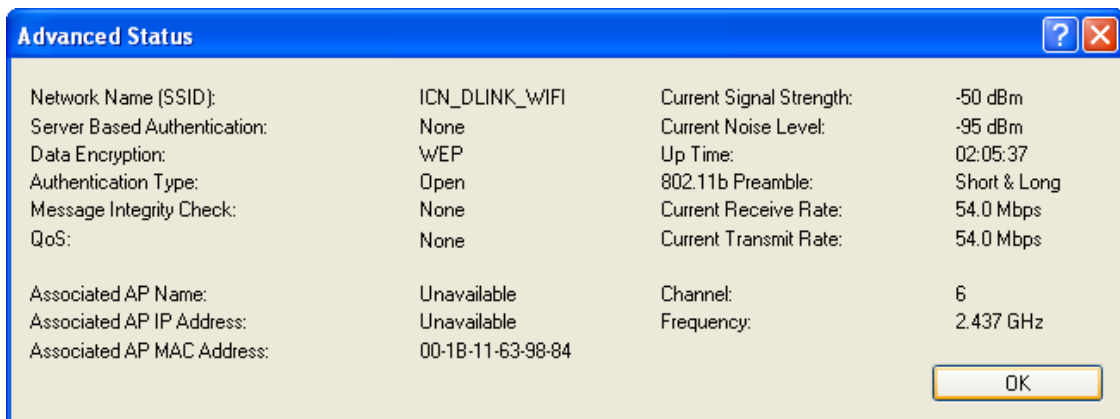 Advanced Status
Network Name (SSID): ICN_DLINK_WIFI Current Signal Strength: -50 dBm
Server Based Authentication: None Current Noise Level: -95 dBm
Data Encryption: WEP Up Time: 02:05:37
Authentication Type: Open 802.11b Preamble: Short & Long
Message Integrity Check: None Current Receive Rate: 54.0 Mbps
QoS: None Current Transmit Rate: 54.0 Mbps
Associated AP Name: Unavailable Channel: 6
Associated AP IP Address: Unavailable Frequency: 2.437 GHz
Associated AP MAC Address: 00-1B-11-63-98-84
OK